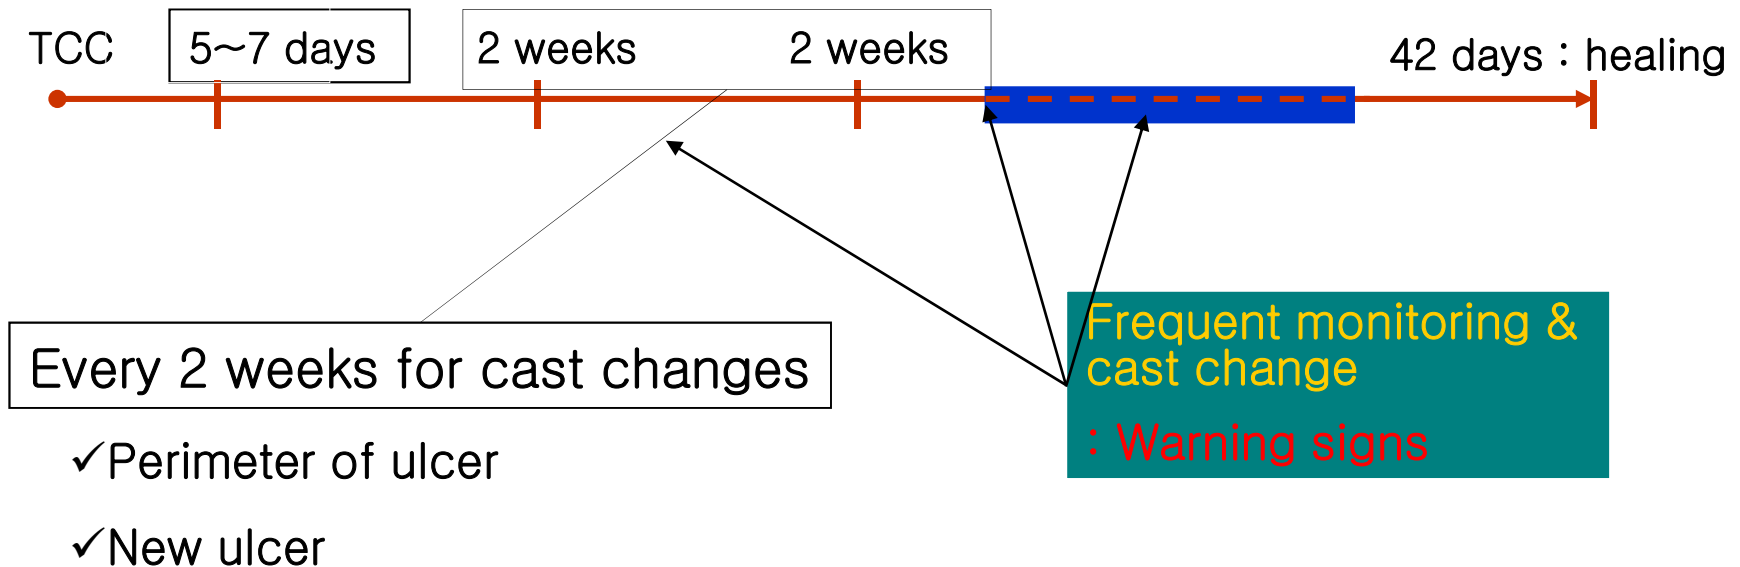 TCC
5~7 days
2 weeks
2 weeks
42 days : healing
Every 2 weeks for cast changes
✓Perimeter of ulcer
✓New ulcer
Frequent monitoring &
cast change
: Warning signs